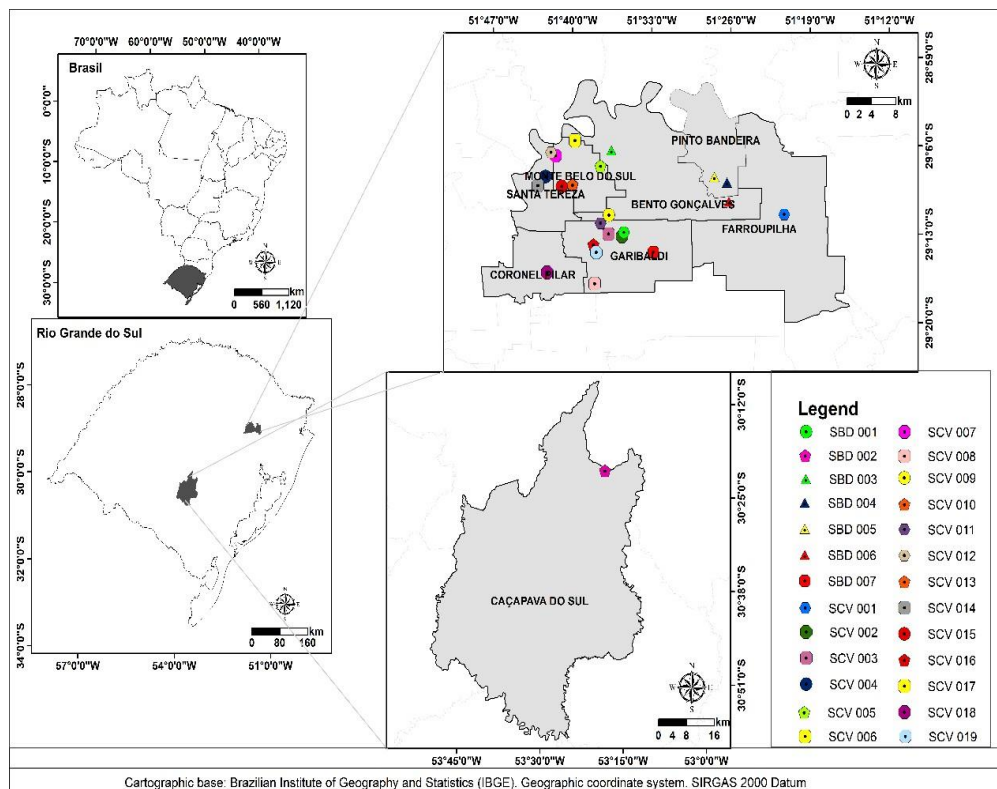 70°0'0"W 60°0'0"W 50°0'0"W 40°0'0"W
Brasil
0°0'0"
10°0'0"S
20°0'0"S
30°0'0"S
N
W E
S
km
0 560 1,120
Rio Grande do Sul
28°0'0"S
30°0'0"S
32°0'0"S
34°0'0"S
N
W E
S
km
0 80 160
57°0'0"W 54°0'0"W 51°0'0"W
51°47'0"W 51°40'0"W 51°33'0"W 51°26'0"W 51°19'0"W 51°12'0"W
28°59'0"S
29°6'0"S
29°13'0"S
29°20'0"S
N
W E
S
km
0 2 4 8
PINTO BANDEIRA
MONTE BELO DO SUL
SANTA TEREZA
BENTO GONÇALVES
FARROUPILHA
GARIBALDI
CORONEL PILAR
30°12'0"S
30°25'0"S
30°38'0"S
30°51'0"S
CAÇAPAVA DO SUL
N
W E
S
km
0 4 8 16
53°45'0"W 53°30'0"W 53°15'0"W 53°0'0"W
Legend
SBD 001
SBD 002
SBD 003
SBD 004
SBD 005
SBD 006
SBD 007
SCV 001
SCV 002
SCV 003
SCV 004
SCV 005
SCV 006
SCV 007
SCV 008
SCV 009
SCV 010
SCV 011
SCV 012
SCV 013
SCV 014
SCV 015
SCV 016
SCV 017
SCV 018
SCV 019
Cartographic base: Brazilian Institute of Geography and Statistics (IBGE). Geographic coordinate system. SIRGAS 2000 Datum